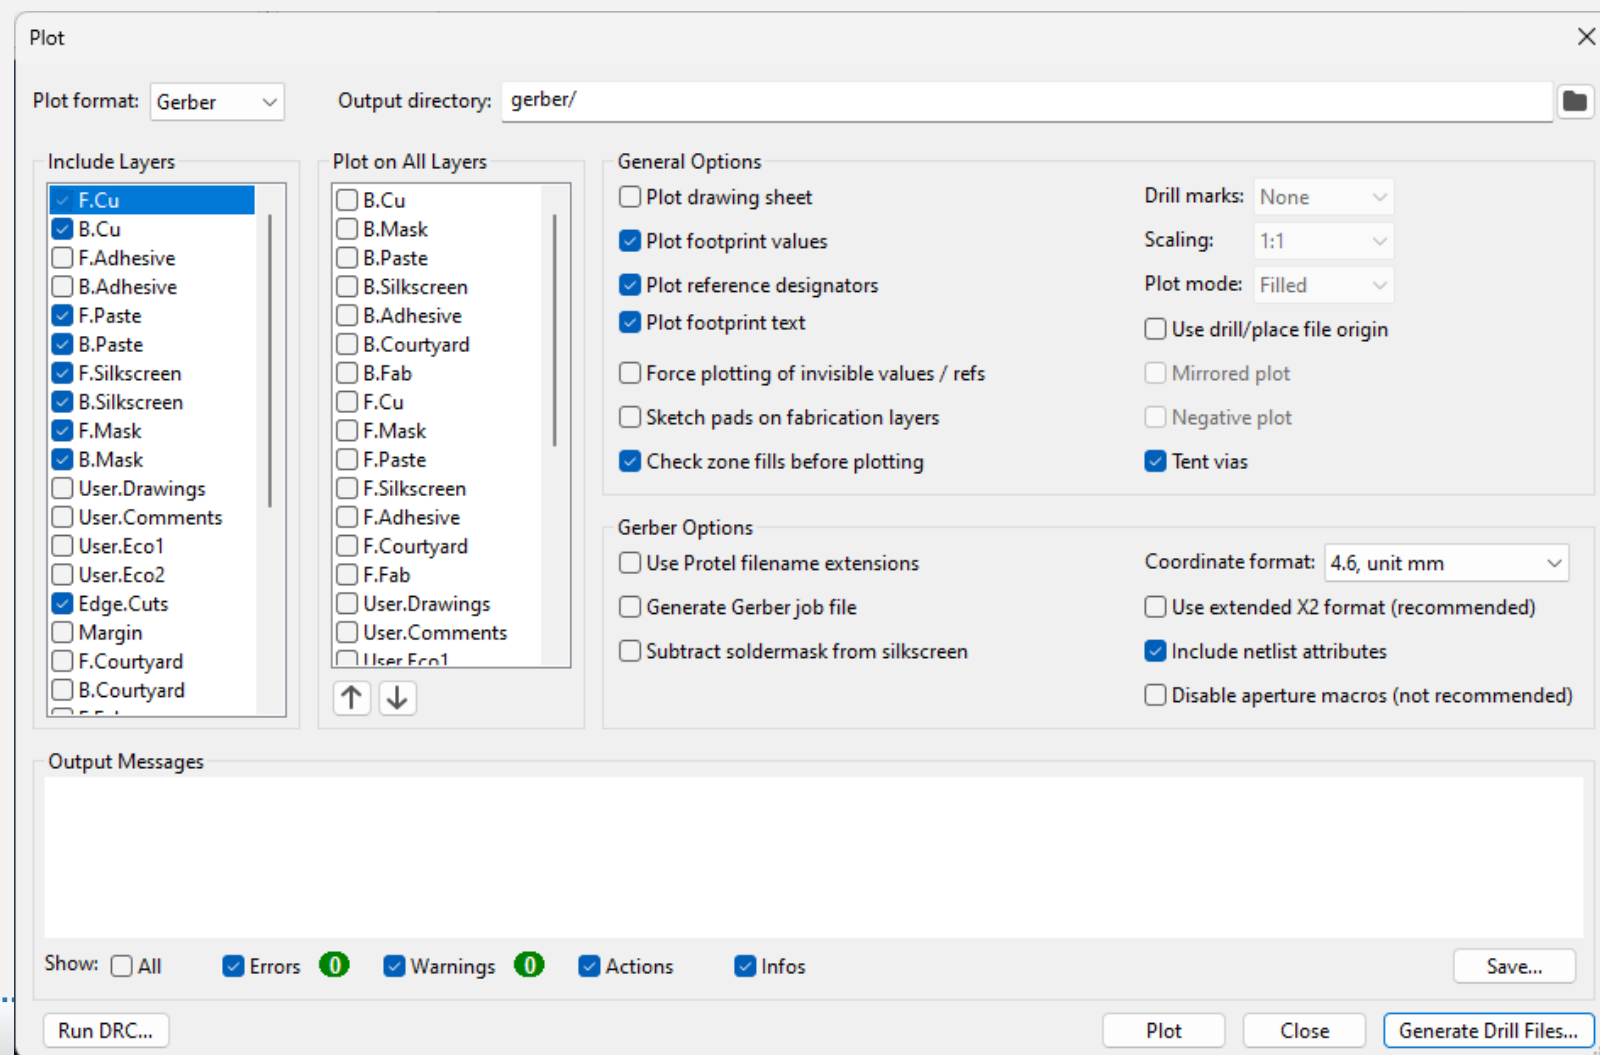 Plot
Plot format: Gerber
Output directory: gerber/
Include Layers
F.Cu
B.Cu
F.Adhesive
B.Adhesive
F.Paste
B.Paste
F.Silkscreen
B.Silkscreen
F.Mask
B.Mask
User.Drawings
User.Comments
User.Eco1
User.Eco2
Edge.Cuts
Margin
F.Courtyard
B.Courtyard
Plot on All Layers
B.Cu
B.Mask
B.Paste
B.Silkscreen
B.Adhesive
B.Courtyard
B.Fab
F.Cu
F.Mask
F.Paste
F.Silkscreen
F.Adhesive
F.Courtyard
F.Fab
User.Drawings
User.Comments
User.Eco1
General Options
Plot drawing sheet
Plot footprint values
Plot reference designators
Plot footprint text
Force plotting of invisible values / refs
Sketch pads on fabrication layers
Check zone fills before plotting
Drill marks: None
Scaling: 1:1
Plot mode: Filled
Use drill/place file origin
Mirrored plot
Negative plot
Tent vias
Gerber Options
Use Protel filename extensions
Generate Gerber job file
Subtract soldermask from silkscreen
Coordinate format: 4.6, unit mm
Use extended X2 format (recommended)
Include netlist attributes
Disable aperture macros (not recommended)
Output Messages
Show: All Errors 0 Warnings 0 Actions Infos
Save...
Run DRC...
Plot
Close
Generate Drill Files...